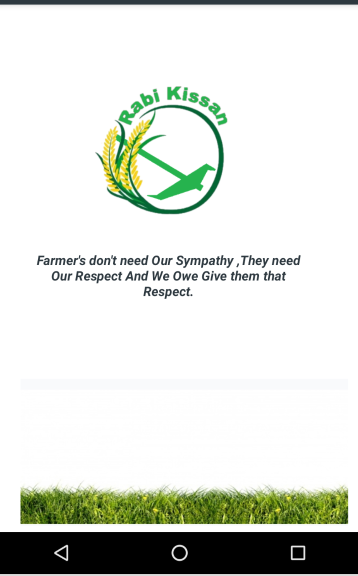 Rabi Kissan
Farmer's don't need Our Sympathy ,They need
Our Respect And We Owe Give them that
Respect.